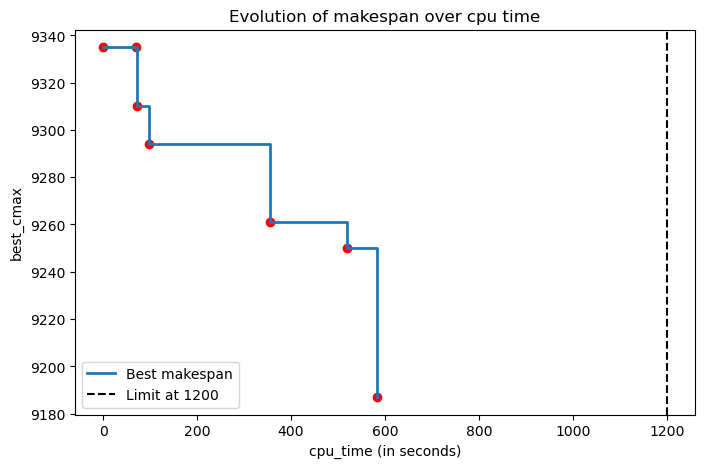 Evolution of makespan over cpu time
best_cmax
9340
9320
9300
9280
9260
9240
9220
9200
9180
Best makespan
Limit at 1200
0 200 400 600 800 1000 1200
cpu_time (in seconds)